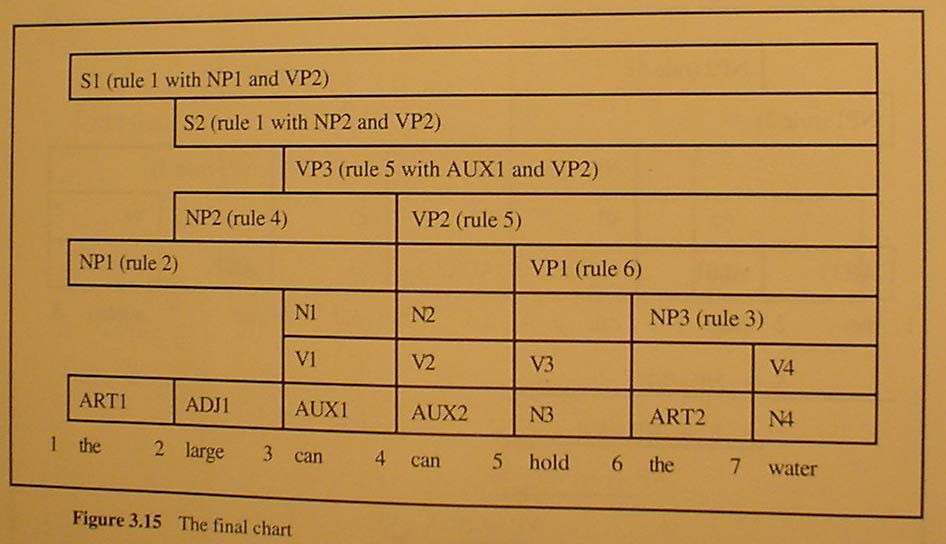 S1 (rule 1 with NP1 and VP2)
S2 (rule 1 with NP2 and VP2)
VP3 (rule 5 with AUX1 and VP2)
NP2 (rule 4) VP2 (rule 5)
NP1 (rule 2) VP1 (rule 6)
N1 N2 NP3 (rule 3)
V1 V2 V3 V4
ART1 ADJ1 AUX1 AUX2 N3 ART2 N4
1 the 2 large 3 can 4 can 5 hold 6 the 7 water
Figure 3.15 The final chart